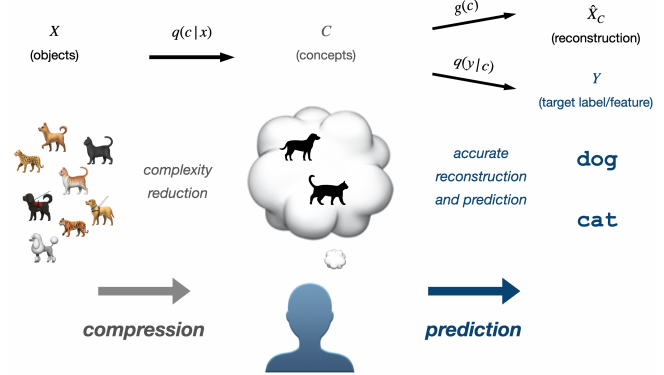 X
(objects)
q(c|x)
C
(concepts)
g(c)
X̂_C
(reconstruction)
q(y|c)
Y
(target label/feature)
complexity
reduction
accurate
reconstruction
and prediction
dog
cat
compression
prediction